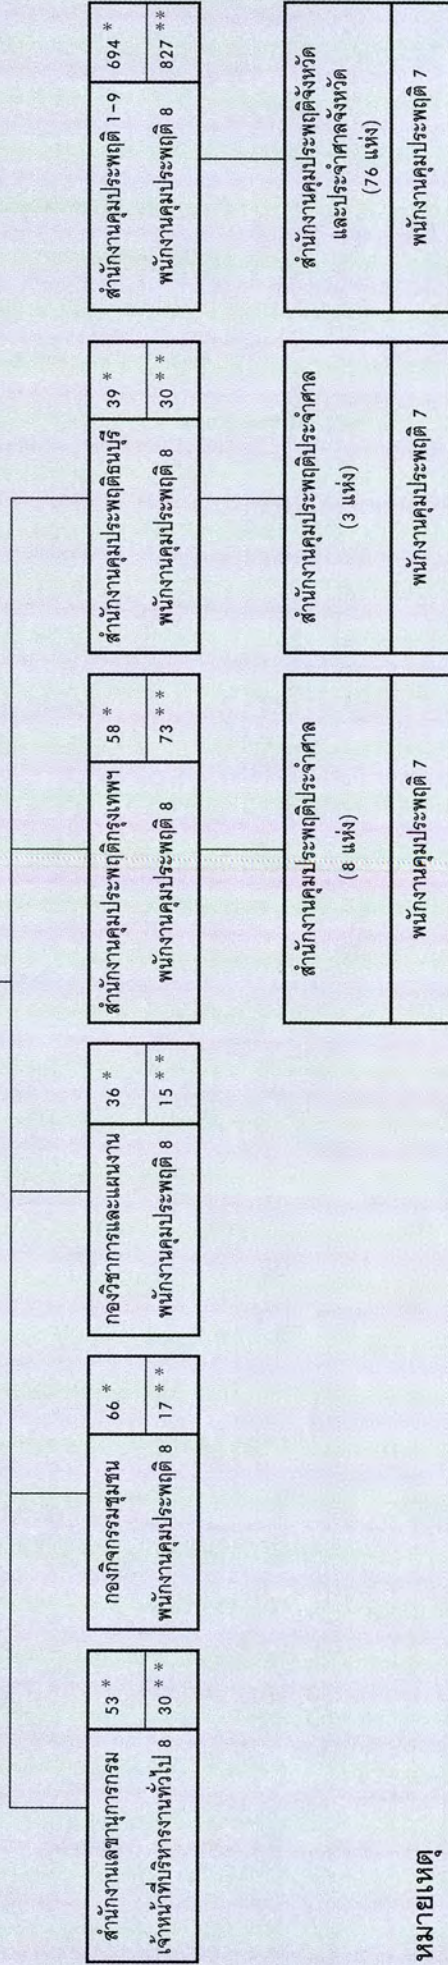 สำนักงานเลขานุการกรม 53 *
เจ้าหน้าที่บริหารงานทั่วไป 8 30 * *
กองกิจกรรมชุมชน 66 *
พนักงานคุมประพฤติ 8 17 * *
กองวิชาการและแผนงาน 36 *
พนักงานคุมประพฤติ 8 15 * *
สำนักงานคุมประพฤติกรุงเทพฯ 58 *
พนักงานคุมประพฤติ 8 73 * *
สำนักงานคุมประพฤติธนบุรี 39 *
พนักงานคุมประพฤติ 8 30 * *
สำนักงานคุมประพฤติ 1-9 694 *
พนักงานคุมประพฤติ 8 827 * *
สำนักงานคุมประพฤติประจำศาล
(8 แห่ง)
พนักงานคุมประพฤติ 7
สำนักงานคุมประพฤติประจำศาล
(3 แห่ง)
พนักงานคุมประพฤติ 7
สำนักงานคุมประพฤติจังหวัด
และประจำศาลจังหวัด
(76 แห่ง)
พนักงานคุมประพฤติ 7
หมายเหตุ